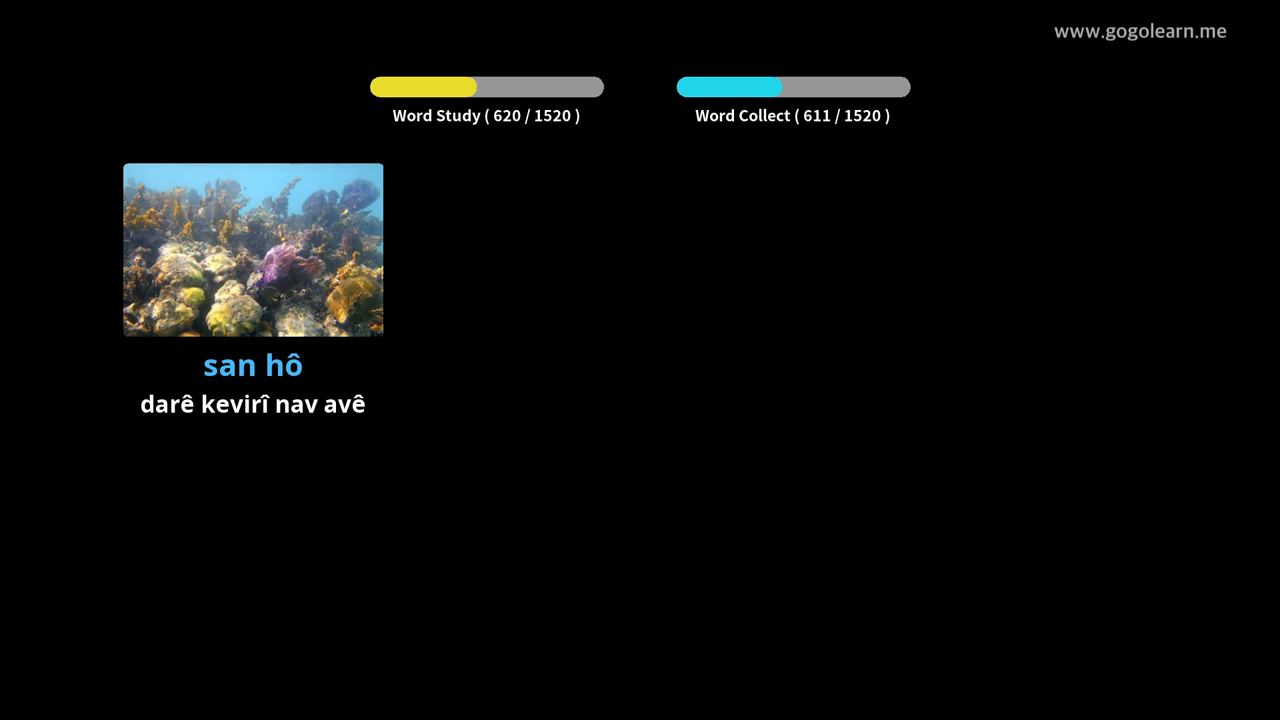 www.gogolearn.me
Word Study ( 620 / 1520 )
Word Collect ( 611 / 1520 )
san hô
darê kevirî nav avê